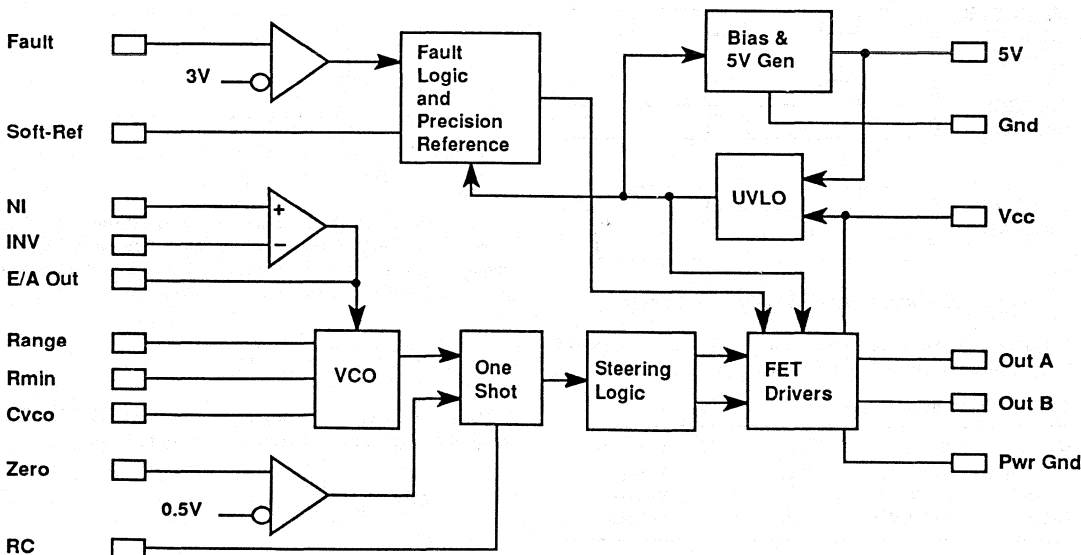 Fault
3V
Soft-Ref
NI
INV
E/A Out
Range
Rmin
Cvco
Zero
0.5V
RC
+
−
Fault
Logic
and
Precision
Reference
VCO
One
Shot
Steering
Logic
FET
Drivers
Bias &
5V Gen
UVLO
5V
Gnd
Vcc
Out A
Out B
Pwr Gnd